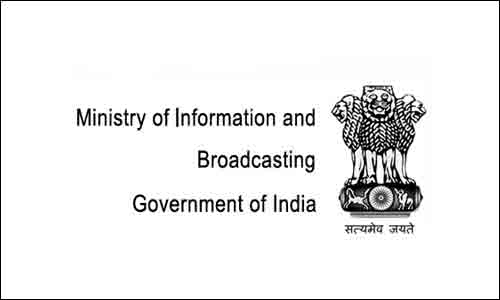 Ministry of Information and
Broadcasting
Government of India
सत्यमेव जयते